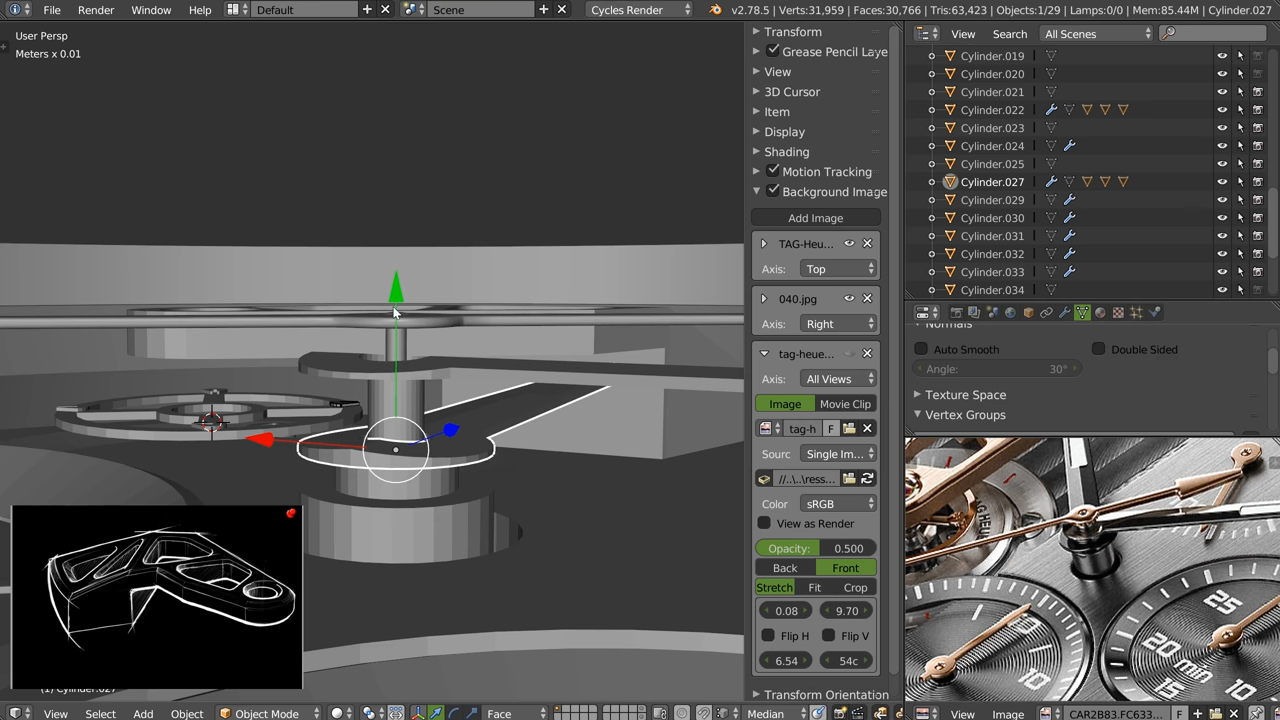 File Render Window Help Default Scene Cycles Render v2.78.5 | Verts:31,959 | Faces:30,766 | Tris:63,423 | Objects:1/29 | Lamps:0/0 | Mem:85.44M | Cylinder.027
User Persp
Meters x 0.01
(1) Cylinder.027
View Select Add Object Object Mode Face Median
Transform
Grease Pencil Laye
View
3D Cursor
Item
Display
Shading
Motion Tracking
Background Image
Add Image
TAG-Heu...
Axis: Top
040.jpg
Axis: Right
tag-heue...
Axis: All Views
Image Movie Clip
tag-h F
Sourc Single Im...
//..\..\ress...
Color sRGB
View as Render
Opacity: 0.500
Back Front
Stretch Fit Crop
0.08 9.70
Flip H Flip V
6.54 54c
Transform Orientation
View Search All Scenes
Cylinder.019
Cylinder.020
Cylinder.021
Cylinder.022
Cylinder.023
Cylinder.024
Cylinder.025
Cylinder.027
Cylinder.029
Cylinder.030
Cylinder.031
Cylinder.032
Cylinder.033
Cylinder.034
Normals
Auto Smooth Double Sided
Angle: 30°
Texture Space
Vertex Groups
25
20 min
15
10
15
View Image CAR2B83.FC633... F